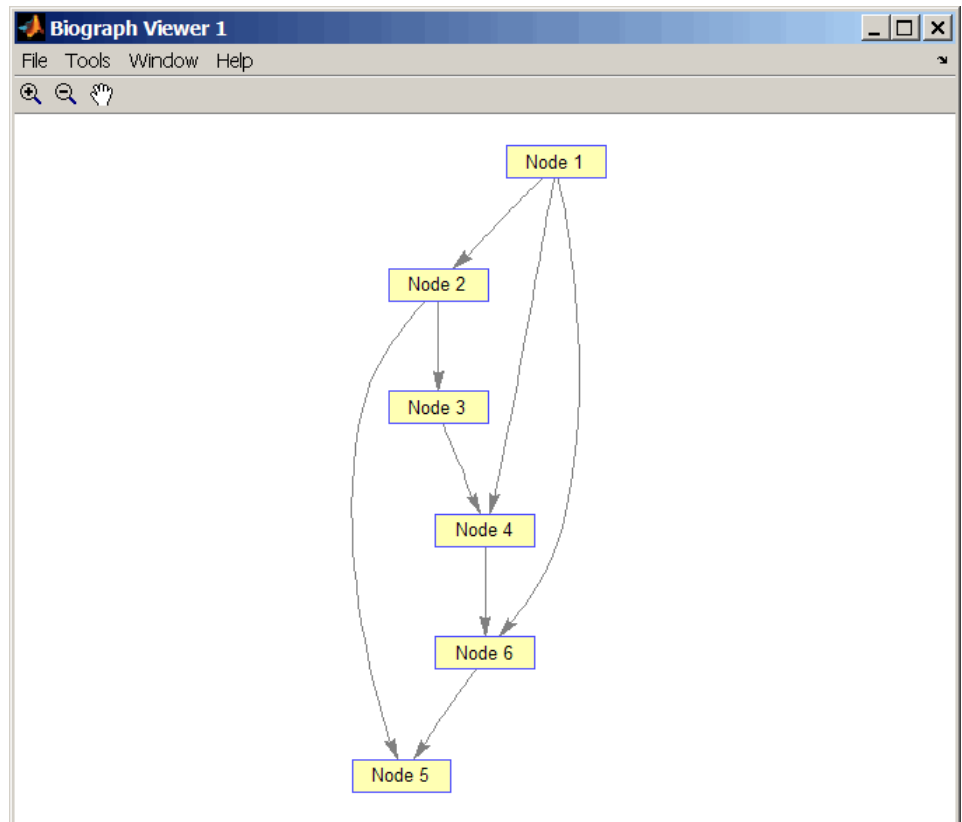 Biograph Viewer 1
File Tools Window Help
Node 1
Node 2
Node 3
Node 4
Node 6
Node 5